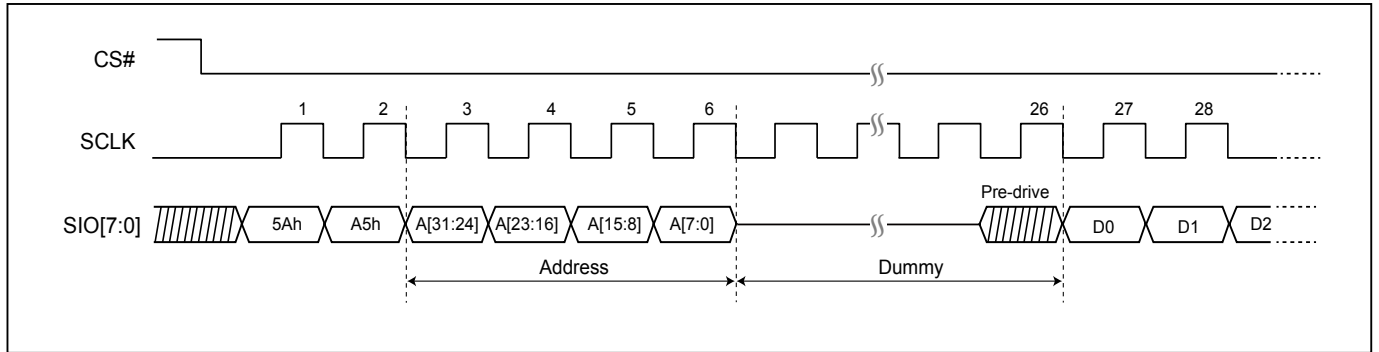 CS#
1 2 3 4 5 6 26 27 28
SCLK
Pre-drive
SIO[7:0] 5Ah A5h A[31:24] A[23:16] A[15:8] A[7:0] D0 D1 D2
Address Dummy